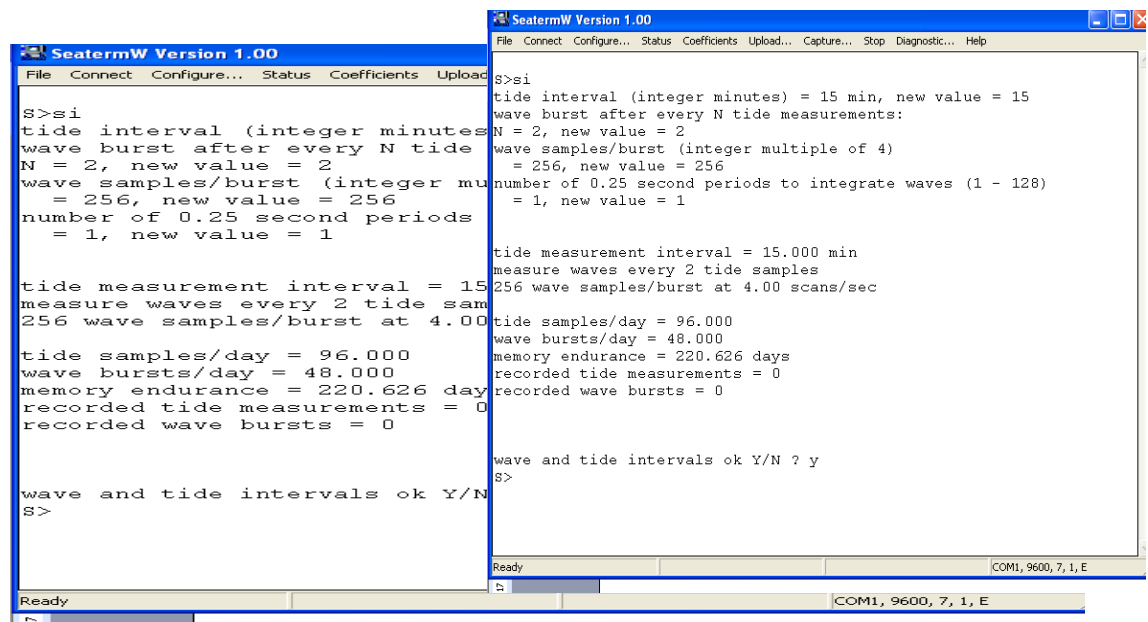 SeatermW Version 1.00
File Connect Configure... Status Coefficients Upload
S>si
tide interval (integer minutes
wave burst after every N tide
N = 2, new value = 2
wave samples/burst (integer mu
= 256, new value = 256
number of 0.25 second periods
= 1, new value = 1
tide measurement interval = 15
measure waves every 2 tide sam
256 wave samples/burst at 4.00
tide samples/day = 96.000
wave bursts/day = 48.000
memory endurance = 220.626 day
recorded tide measurements = 0
recorded wave bursts = 0
wave and tide intervals ok Y/N
S>
Ready
COM1, 9600, 7, 1, E
SeatermW Version 1.00
File Connect Configure... Status Coefficients Upload... Capture... Stop Diagnostic... Help
S>si
tide interval (integer minutes) = 15 min, new value = 15
wave burst after every N tide measurements:
N = 2, new value = 2
wave samples/burst (integer multiple of 4)
= 256, new value = 256
number of 0.25 second periods to integrate waves (1 - 128)
= 1, new value = 1
tide measurement interval = 15.000 min
measure waves every 2 tide samples
256 wave samples/burst at 4.00 scans/sec
tide samples/day = 96.000
wave bursts/day = 48.000
memory endurance = 220.626 days
recorded tide measurements = 0
recorded wave bursts = 0
wave and tide intervals ok Y/N ? y
S>
Ready
COM1, 9600, 7, 1, E